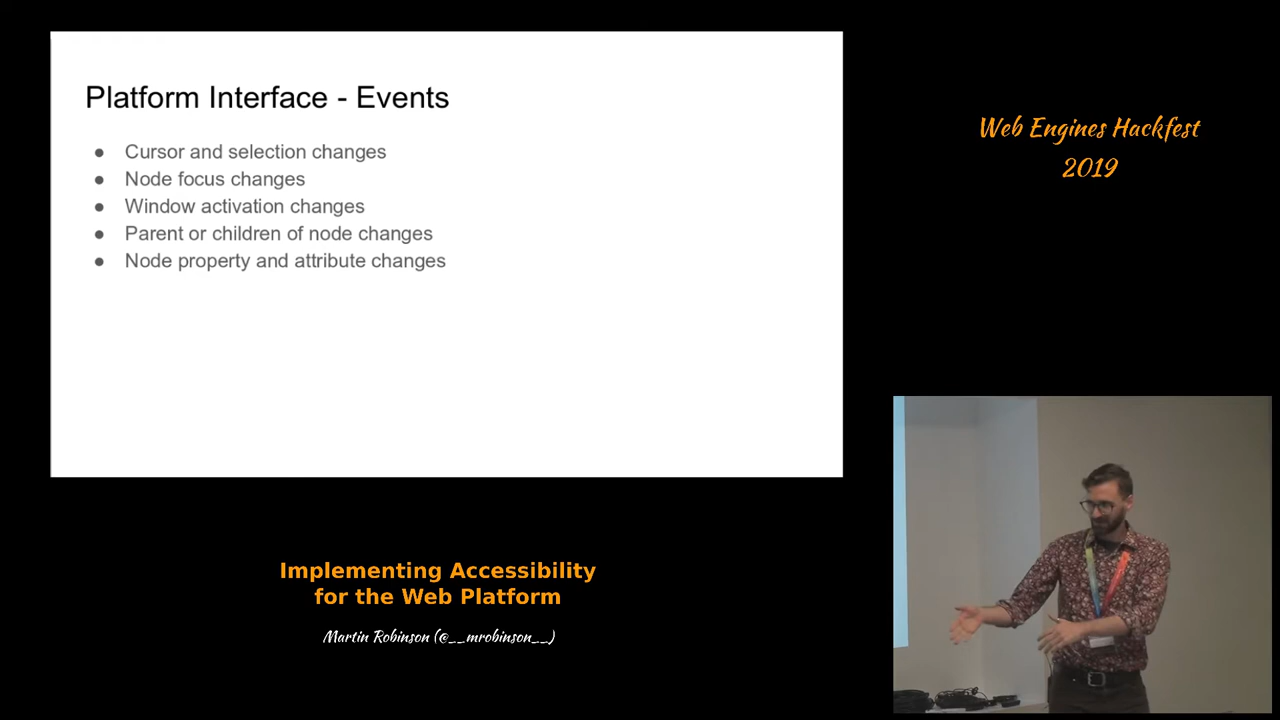 Platform Interface - Events
● Cursor and selection changes
● Node focus changes
● Window activation changes
● Parent or children of node changes
● Node property and attribute changes
Web Engines Hackfest
2019
Implementing Accessibility
for the Web Platform
Martin Robinson (@__mrobinson__)